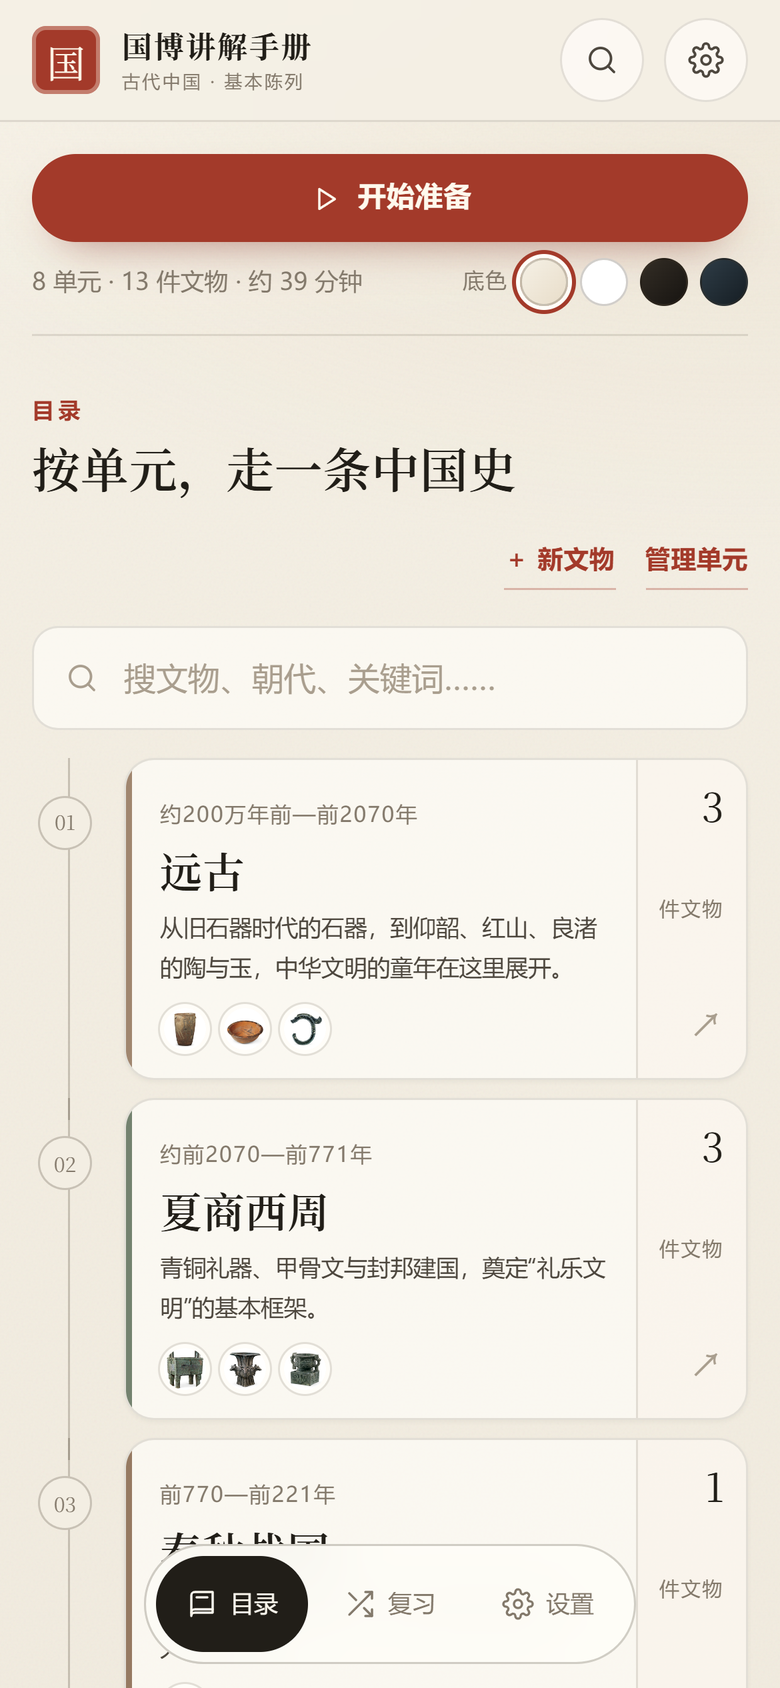 国
国博讲解手册
古代中国 · 基本陈列
开始准备
8 单元 · 13 件文物 · 约 39 分钟
底色
目录
按单元，走一条中国史
+ 新文物
管理单元
搜文物、朝代、关键词……
01
约200万年前—前2070年
远古
从旧石器时代的石器，到仰韶、红山、良渚
的陶与玉，中华文明的童年在这里展开。
3
件文物
02
约前2070—前771年
夏商西周
青铜礼器、甲骨文与封邦建国，奠定“礼乐文
明”的基本框架。
3
件文物
03
前770—前221年
1
件文物
目录
复习
设置